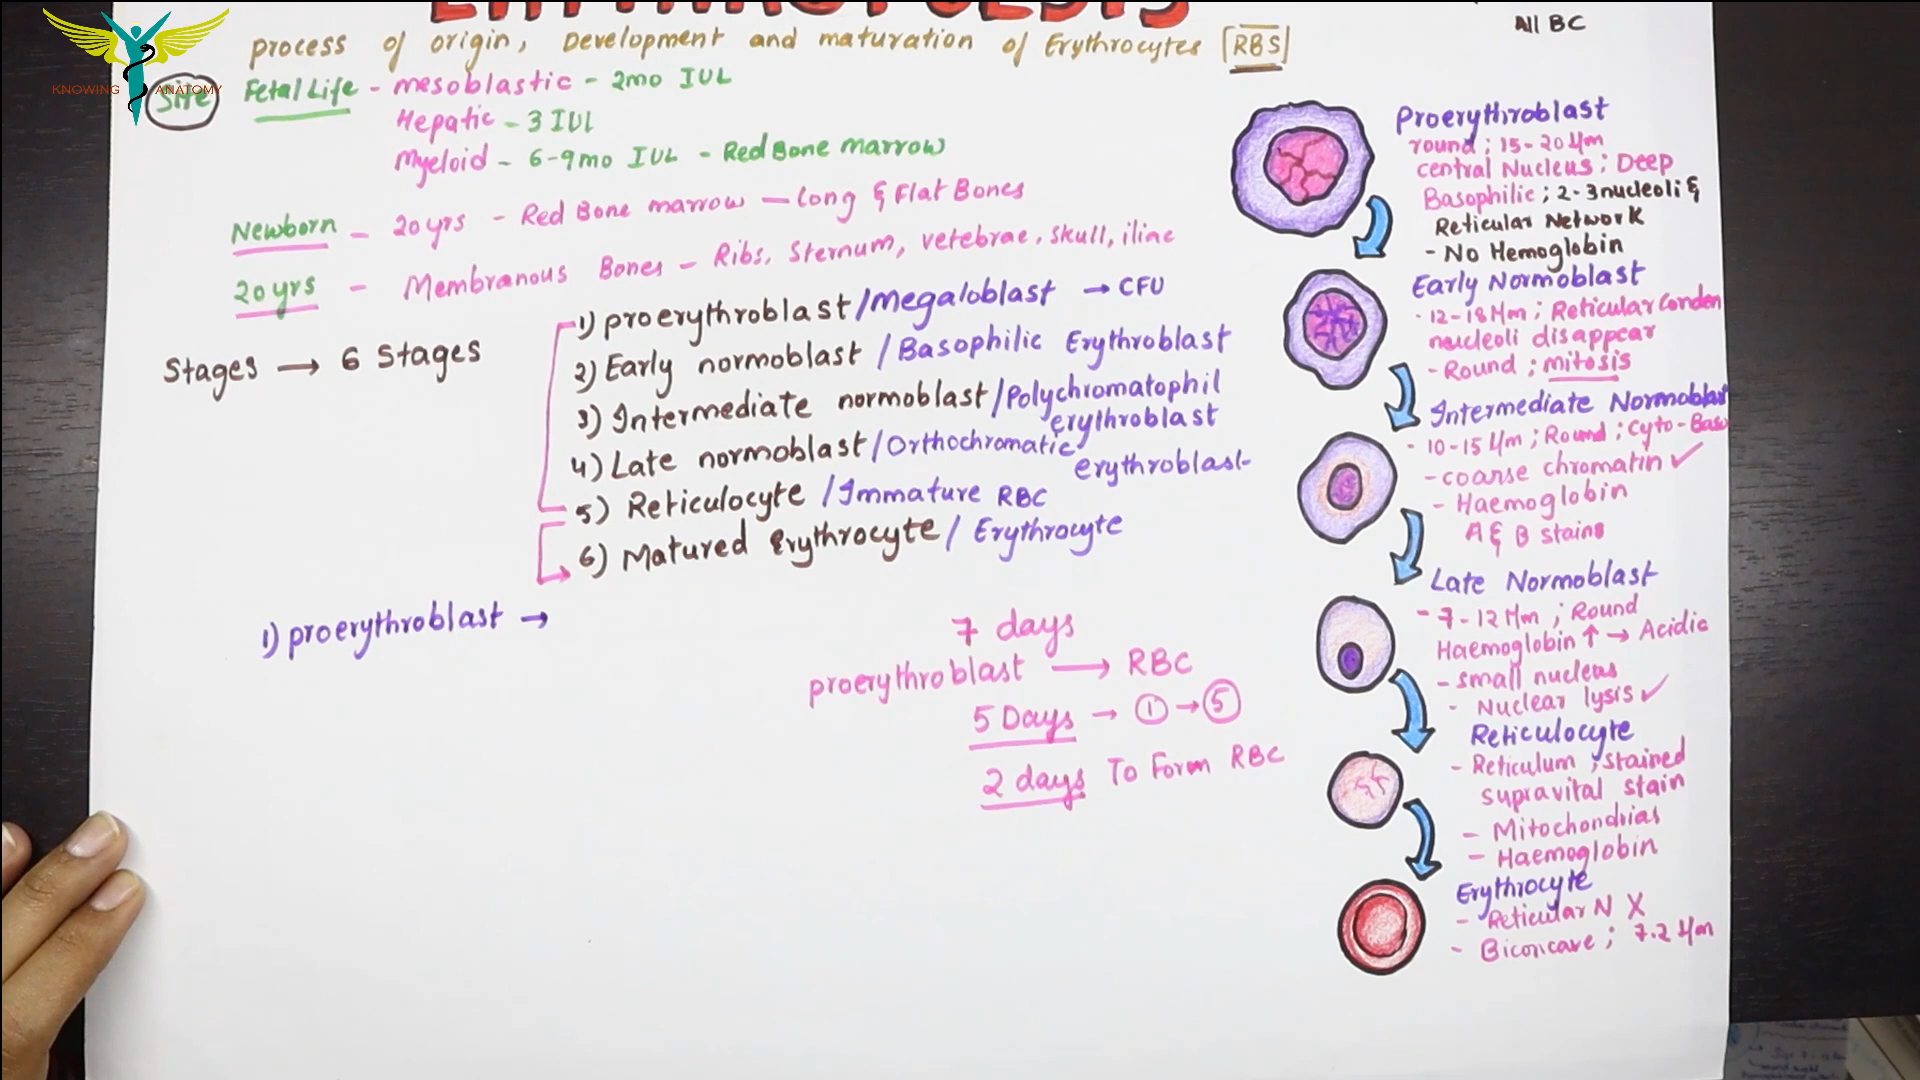 ERYTHROPOESIS
process of origin, Development and maturation of Erythrocytes [RBS]
KNOWING ANATOMY
Site
Fetal Life - mesoblastic - 2mo IUL
Hepatic - 3 IUL
Myeloid - 6-9mo IUL - Red Bone marrow
Newborn - 20yrs - Red Bone marrow - Long & Flat Bones
20yrs - Membranous Bones - Ribs, Sternum, vetebrae, skull, iliac
Stages → 6 Stages
1) proerythroblast/Megaloblast → CFU
2) Early normoblast / Basophilic Erythroblast
3) Intermediate normoblast / Polychromatophil erythroblast
4) Late normoblast / Orthochromatic erythroblast
5) Reticulocyte / Immature RBC
6) Matured Erythrocyte / Erythrocyte
1) proerythroblast →
7 days
proerythroblast → RBC
5 Days → ① → ⑤
2 days To Form RBC
All BC
Proerythroblast
round ; 15-20 μm
central Nucleus ; Deep
Basophilic ; 2-3 nucleoli &
Reticular Network
- No Hemoglobin
Early Normoblast
- 12-18 μm ; Reticular Conden
nucleoli disappear
- Round ; mitosis
Intermediate Normoblast
- 10-15 μm ; Round ; Cyto - Baso
- coarse chromatin ✓
- Haemoglobin
A & B stains
Late Normoblast
- 7-12 μm ; Round
Haemoglobin ↑ → Acidic
- small nucleus
- Nuclear lysis ✓
Reticulocyte
- Reticulum ; stained
supravital stain
- Mitochondrias
- Haemoglobin
Erythrocyte
- Reticular N X
- Biconcave ; 7.2 μm